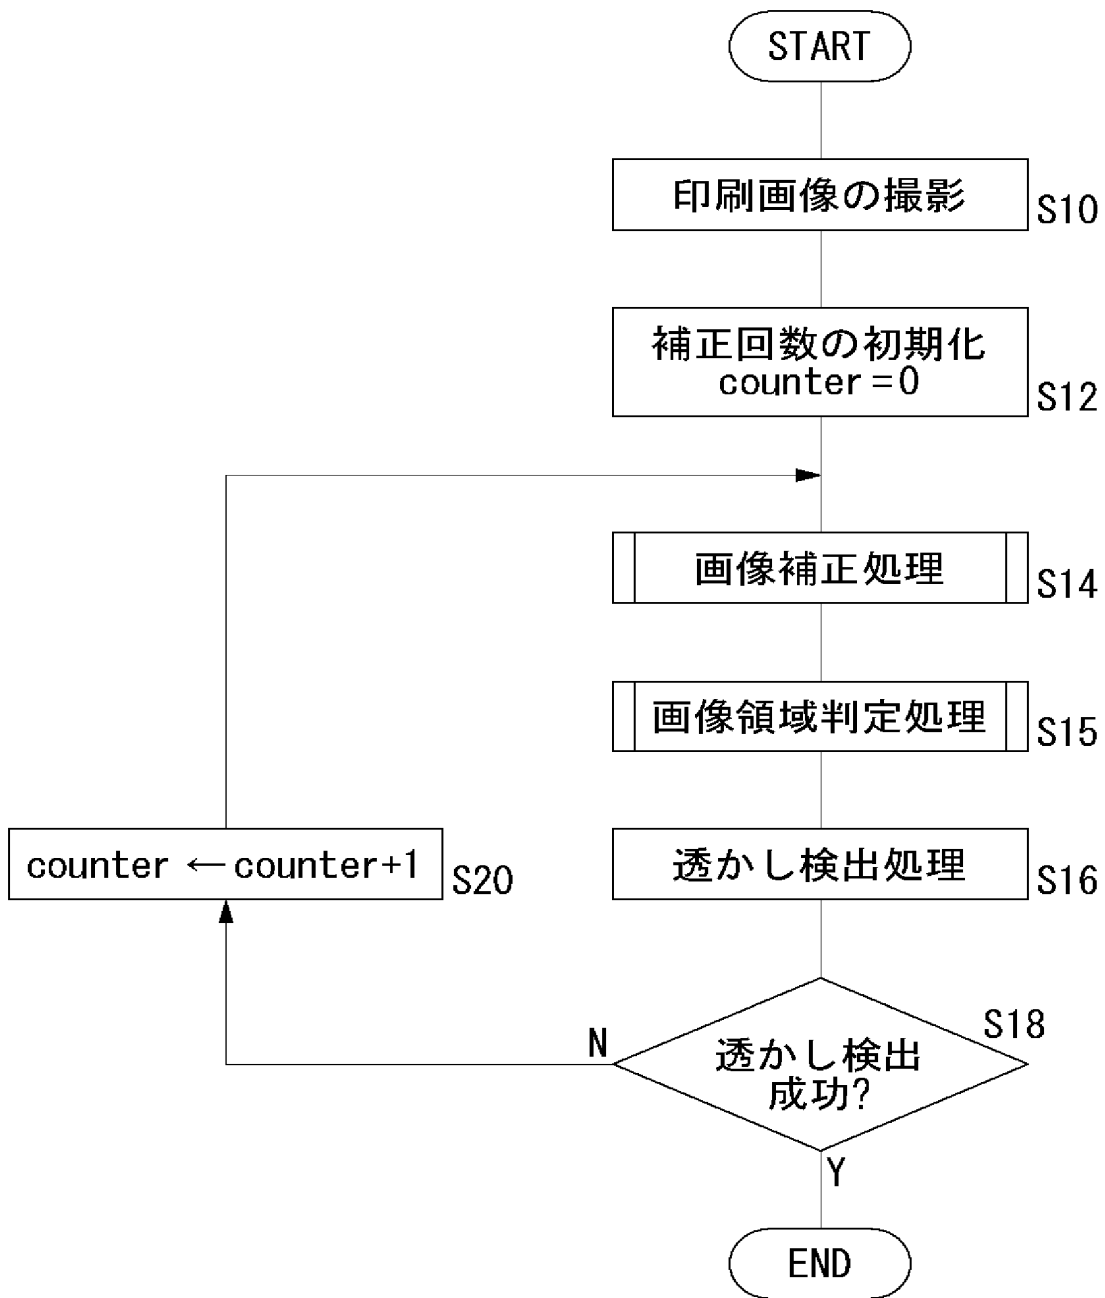 START
印刷画像の撮影
S10
補正回数の初期化
counter=0
S12
画像補正処理
S14
画像領域判定処理
S15
counter ← counter+1
S20
透かし検出処理
S16
S18
透かし検出
成功?
N
Y
END